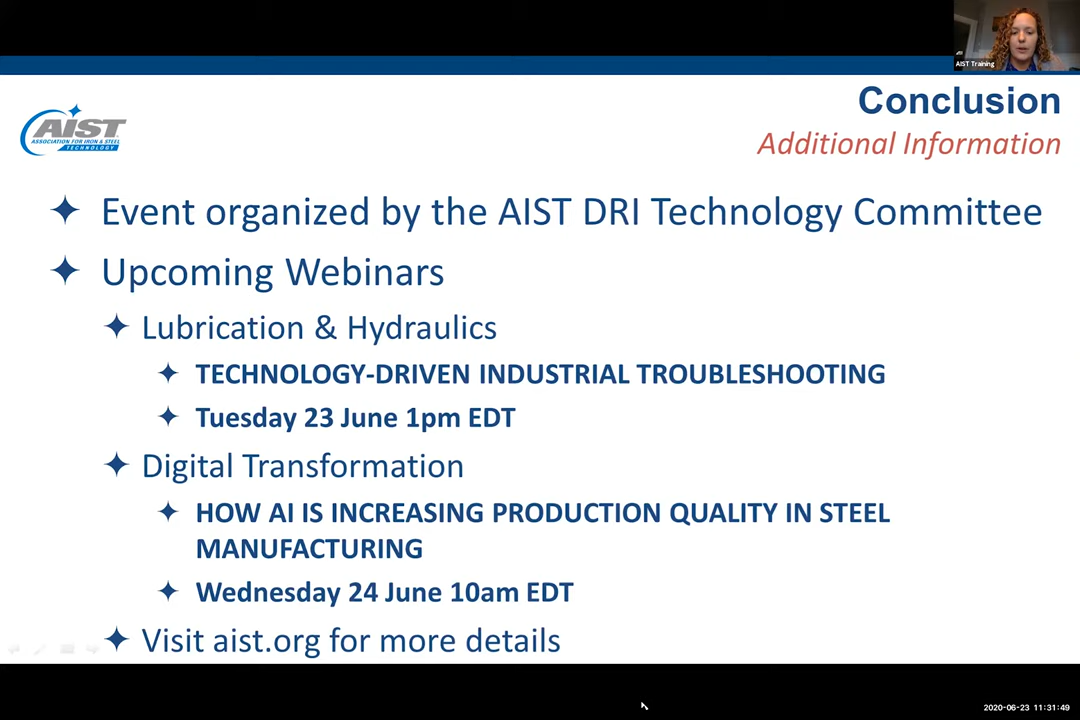 AIST Training
Conclusion
Additional Information
AIST
ASSOCIATION FOR IRON & STEEL
TECHNOLOGY
Event organized by the AIST DRI Technology Committee
Upcoming Webinars
Lubrication & Hydraulics
TECHNOLOGY-DRIVEN INDUSTRIAL TROUBLESHOOTING
Tuesday 23 June 1pm EDT
Digital Transformation
HOW AI IS INCREASING PRODUCTION QUALITY IN STEEL
MANUFACTURING
Wednesday 24 June 10am EDT
Visit aist.org for more details
2020-06-23 11:31:49